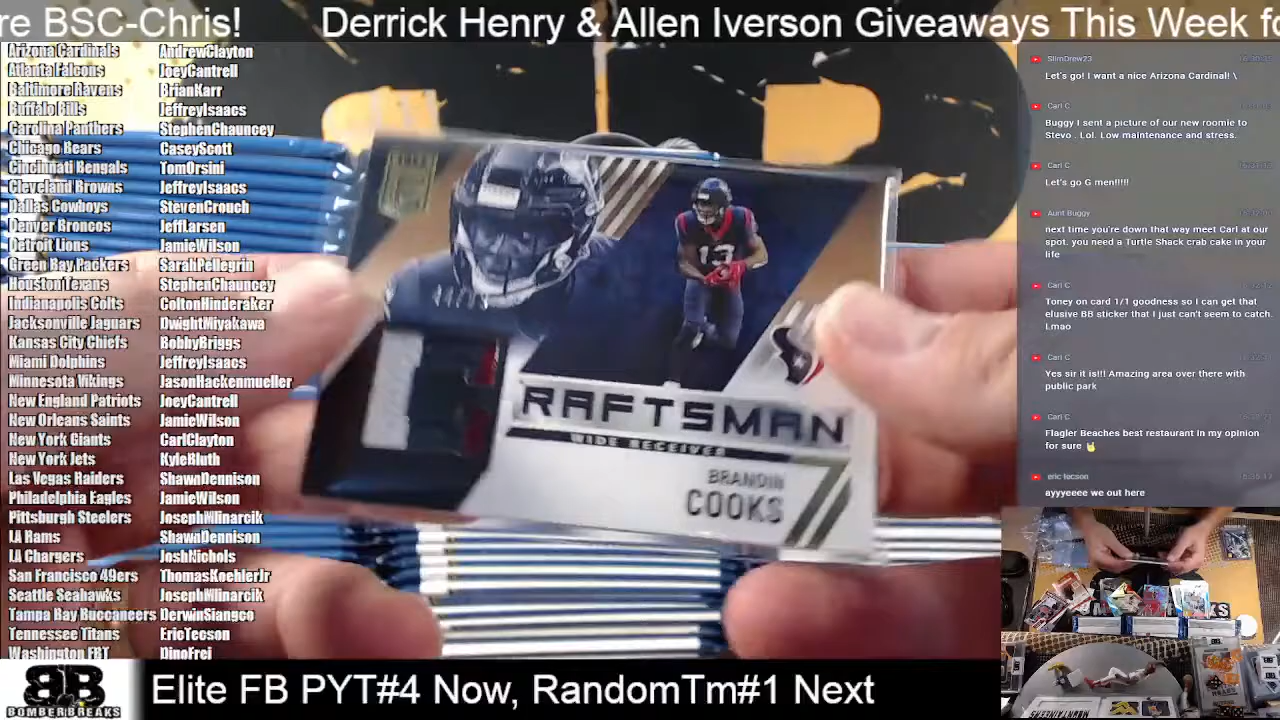 re BSC-Chris! Derrick Henry & Allen Iverson Giveaways This Week fo
Arizona Cardinals AndrewClayton
Atlanta Falcons JoeyCantrell
Baltimore Ravens BrianKarr
Buffalo Bills JeffreyIsaacs
Carolina Panthers StephenChauncey
Chicago Bears CaseyScott
Cincinnati Bengals TomOrsini
Cleveland Browns JeffreyIsaacs
Dallas Cowboys StevenCrouch
Denver Broncos JeffLarsen
Detroit Lions JamieWilson
Green Bay Packers SarahPellegrin
Houston Texans StephenChauncey
Indianapolis Colts ColtonHinderaker
Jacksonville Jaguars DwightMiyakawa
Kansas City Chiefs BobbyBriggs
Miami Dolphins JeffreyIsaacs
Minnesota Vikings JasonHackenmueller
New England Patriots JoeyCantrell
New Orleans Saints JamieWilson
New York Giants CarlClayton
New York Jets KyleBluth
Las Vegas Raiders ShawnDennison
Philadelphia Eagles JamieWilson
Pittsburgh Steelers JosephMlinarcik
LA Rams ShawnDennison
LA Chargers JoshNichols
San Francisco 49ers ThomasKoehlerJr
Seattle Seahawks JosephMlinarcik
Tampa Bay Buccaneers DerwinSiangco
Tennessee Titans EricTecson
Washington FBT DinoFrei
13
RAFTSMAN
WIDE RECEIVER
BRANDIN
COOKS
SlimDrew23
Let's go! I want a nice Arizona Cardinal! \
Carl C
Buggy I sent a picture of our new roomie to
Stevo . Lol. Low maintenance and stress.
Carl C
Let's go G men!!!!!
Aunt Buggy
next time you're down that way meet Carl at our
spot. you need a Turtle Shack crab cake in your
life
Carl C
Toney on card 1/1 goodness so I can get that
elusive BB sticker that I just can't seem to catch.
Lmao
Carl C
Yes sir it is!!! Amazing area over there with
public park
Carl C
Flagler Beaches best restaurant in my opinion
for sure 🤘
eric tecson
ayyyeeee we out here
BB
BOMBERBREAKS
Elite FB PYT#4 Now, RandomTm#1 Next